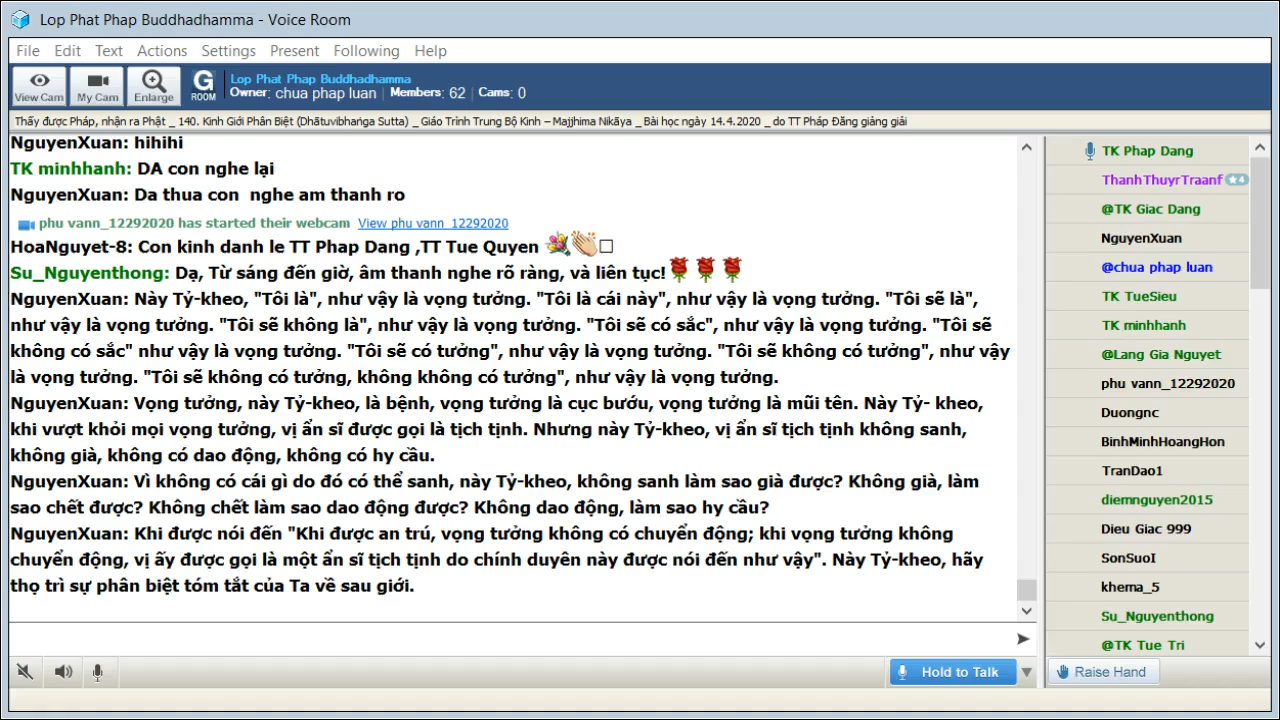 Lop Phat Phap Buddhadhamma - Voice Room
File Edit Text Actions Settings Present Following Help
View Cam My Cam Enlarge G ROOM
Lop Phat Phap Buddhadhamma
Owner: chua phap luan Members: 62 Cams: 0
Thấy được Pháp, nhận ra Phật _ 140. Kinh Giới Phân Biệt (Dhātuvibhaṅga Sutta) _ Giáo Trình Trung Bộ Kinh – Majjhima Nikāya _ Bài học ngày 14.4.2020 _ do TT Pháp Đăng giảng giải
NguyenXuan: hihihi
TK minhhanh: DA con nghe lại
NguyenXuan: Da thua con nghe am thanh ro
phu vann_12292020 has started their webcam View phu vann_12292020
HoaNguyet-8: Con kinh danh le TT Phap Dang ,TT Tue Quyen
Su_Nguyenthong: Dạ, Từ sáng đến giờ, âm thanh nghe rõ ràng, và liên tục!
NguyenXuan: Này Tỷ-kheo, "Tôi là", như vậy là vọng tưởng. "Tôi là cái này", như vậy là vọng tưởng. "Tôi sẽ là",
như vậy là vọng tưởng. "Tôi sẽ không là", như vậy là vọng tưởng. "Tôi sẽ có sắc", như vậy là vọng tưởng. "Tôi sẽ
không có sắc" như vậy là vọng tưởng. "Tôi sẽ có tưởng", như vậy là vọng tưởng. "Tôi sẽ không có tưởng", như vậy
là vọng tưởng. "Tôi sẽ không có tưởng, không không có tưởng", như vậy là vọng tưởng.
NguyenXuan: Vọng tưởng, này Tỷ-kheo, là bệnh, vọng tưởng là cục bướu, vọng tưởng là mũi tên. Này Tỷ- kheo,
khi vượt khỏi mọi vọng tưởng, vị ẩn sĩ được gọi là tịch tịnh. Nhưng này Tỷ-kheo, vị ẩn sĩ tịch tịnh không sanh,
không già, không có dao động, không có hy cầu.
NguyenXuan: Vì không có cái gì do đó có thể sanh, này Tỷ-kheo, không sanh làm sao già được? Không già, làm
sao chết được? Không chết làm sao dao động được? Không dao động, làm sao hy cầu?
NguyenXuan: Khi được nói đến "Khi được an trú, vọng tưởng không có chuyển động; khi vọng tưởng không
chuyển động, vị ấy được gọi là một ẩn sĩ tịch tịnh do chính duyên này được nói đến như vậy". Này Tỷ-kheo, hãy
thọ trì sự phân biệt tóm tắt của Ta về sau giới.
Hold to Talk
TK Phap Dang
ThanhThuyrTraanf 4
@TK Giac Dang
NguyenXuan
@chua phap luan
TK TueSieu
TK minhhanh
@Lang Gia Nguyet
phu vann_12292020
Duongnc
BinhMinhHoangHon
TranDao1
diemnguyen2015
Dieu Giac 999
SonSuoI
khema_5
Su_Nguyenthong
@TK Tue Tri
Raise Hand